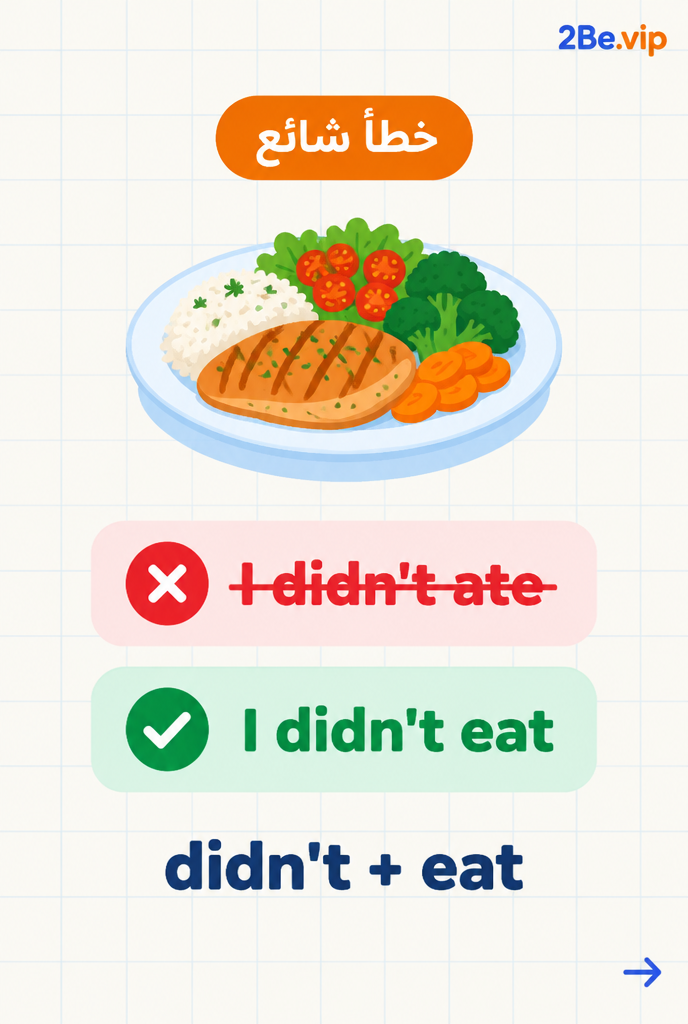 2Be.vip
خطأ شائع
I didn't ate
I didn't eat
didn't + eat